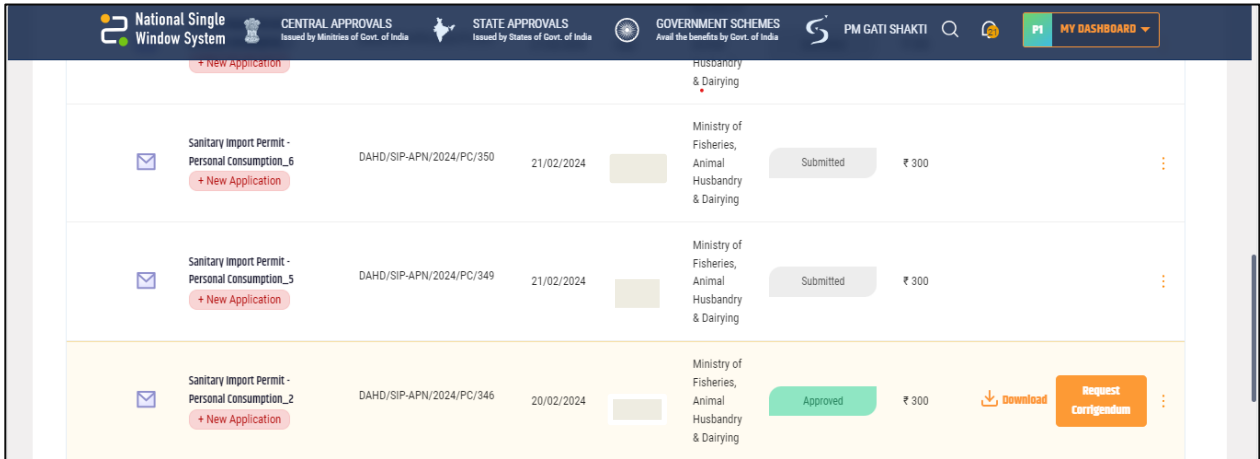 National Single
Window System
CENTRAL APPROVALS
Issued by Minitries of Govt. of India
STATE APPROVALS
Issued by States of Govt. of India
GOVERNMENT SCHEMES
Avail the benefits by Govt. of India
PM GATI SHAKTI
21
P1
MY DASHBOARD
+ New Application
Husbandry
& Dairying
Sanitary Import Permit -
Personal Consumption_6
+ New Application
DAHD/SIP-APN/2024/PC/350
21/02/2024
Ministry of
Fisheries,
Animal
Husbandry
& Dairying
Submitted
₹ 300
Sanitary Import Permit -
Personal Consumption_5
+ New Application
DAHD/SIP-APN/2024/PC/349
21/02/2024
Ministry of
Fisheries,
Animal
Husbandry
& Dairying
Submitted
₹ 300
Sanitary Import Permit -
Personal Consumption_2
+ New Application
DAHD/SIP-APN/2024/PC/346
20/02/2024
Ministry of
Fisheries,
Animal
Husbandry
& Dairying
Approved
₹ 300
Download
Request
Corrigendum